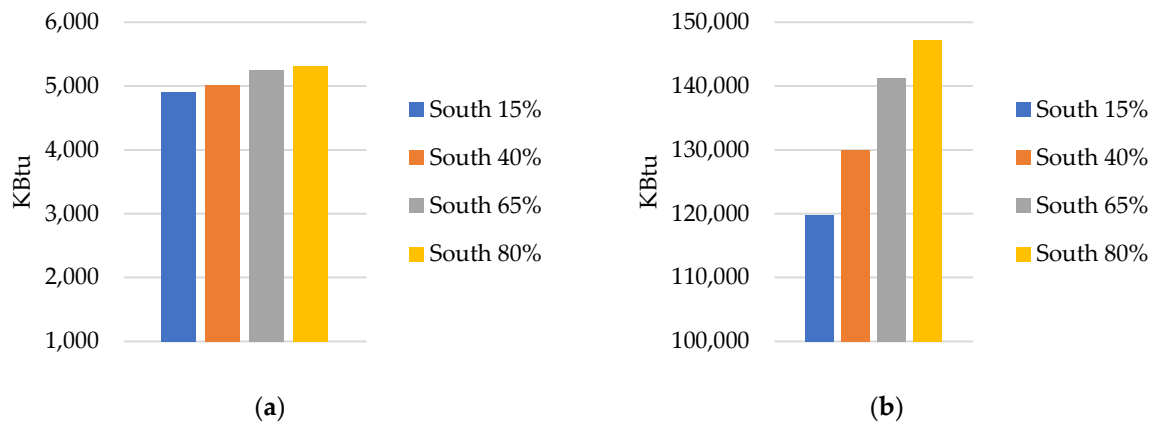 6,000
5,000
4,000
3,000
2,000
1,000
KBtu
South 15%
South 40%
South 65%
South 80%
(a)
150,000
140,000
130,000
120,000
110,000
100,000
KBtu
South 15%
South 40%
South 65%
South 80%
(b)